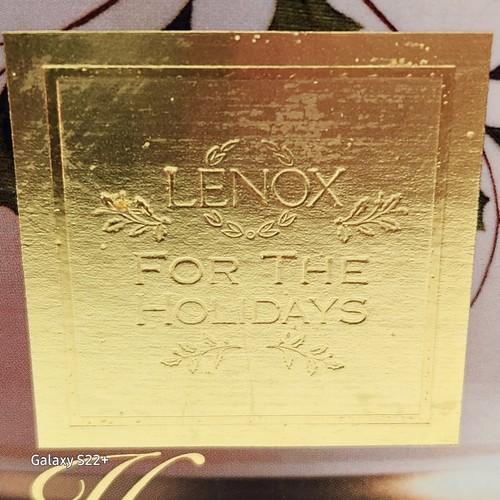 LENOX
FOR THE
HOLIDAYS
Galaxy S22+